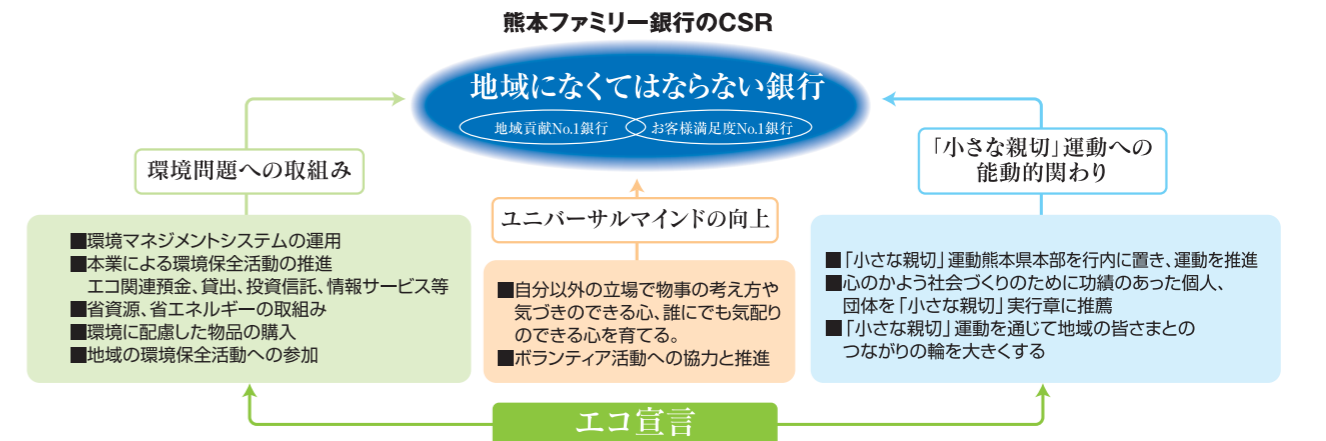 熊本ファミリー銀行のCSR
地域になくてはならない銀行
地域貢献No.1銀行
お客様満足度No.1銀行
環境問題への取組み
■環境マネジメントシステムの運用
■本業による環境保全活動の推進
エコ関連預金、貸出、投資信託、情報サービス等
■省資源、省エネルギーの取組み
■環境に配慮した物品の購入
■地域の環境保全活動への参加
ユニバーサルマインドの向上
■自分以外の立場で物事の考え方や
気づきのできる心、誰にでも気配り
のできる心を育てる。
■ボランティア活動への協力と推進
「小さな親切」運動への
能動的関わり
■「小さな親切」運動熊本県本部を行内に置き、運動を推進
■心のかよう社会づくりのために功績のあった個人、
団体を「小さな親切」実行章に推薦
■「小さな親切」運動を通じて地域の皆さまとの
つながりの輪を大きくする
エコ宣言